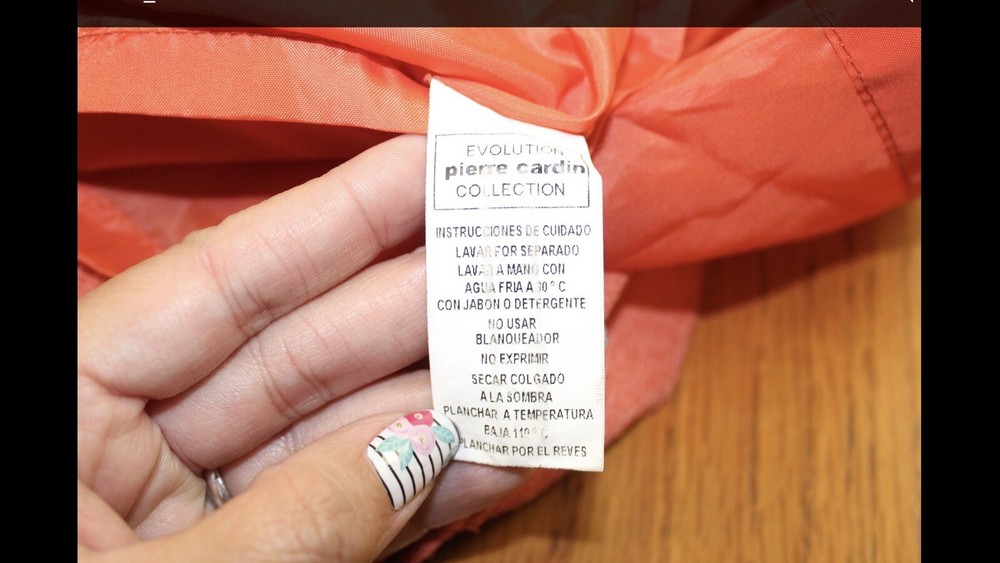 EVOLUTION
pierre cardin
COLLECTION
INSTRUCCIONES DE CUIDADO
LAVAR POR SEPARADO
LAVAR A MANO CON
AGUA FRIA A 30° C
CON JABON O DETERGENTE
NO USAR
BLANQUEADOR
NO EXPRIMIR
SECAR COLGADO
A LA SOMBRA
PLANCHAR A TEMPERATURA
BAJA 110° C
PLANCHAR POR EL REVES